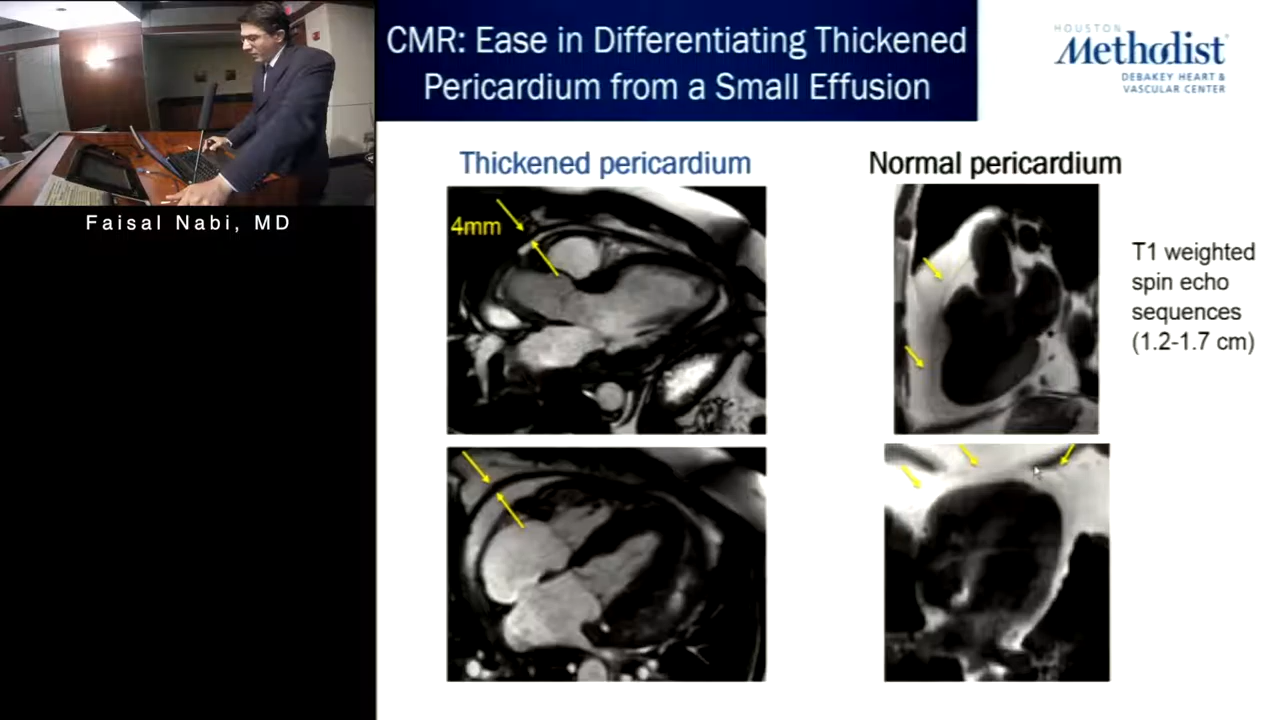 CMR: Ease in Differentiating Thickened
Pericardium from a Small Effusion
HOUSTON
Methodist
DEBAKEY HEART &
VASCULAR CENTER
Faisal Nabi, MD
Thickened pericardium
Normal pericardium
4mm
T1 weighted
spin echo
sequences
(1.2-1.7 cm)